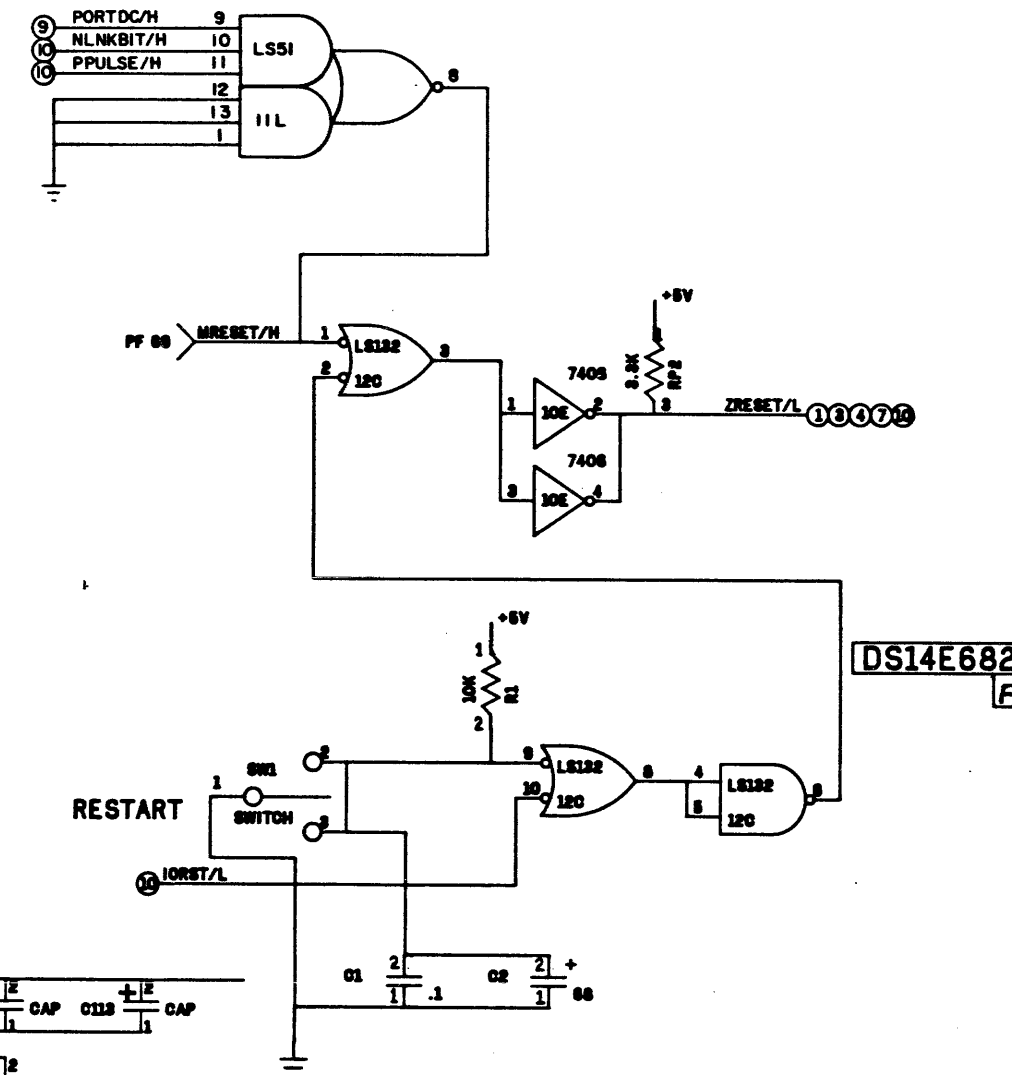 9 PORTDC/H 9
10 NLNKBIT/H 10
10 PPULSE/H 11
LS51
12
13
1
11L
8
+5V
PF 69 MRESET/H 1 LS132 3
2 12C
3.3K RP2
7405
1 10E 2
3 ZRESET/L 1 3 4 7 10
7406
3 10E 4
+5V
1
10K R1
2
DS14E682
F
RESTART
1 SW1 2
SWITCH 3
9 LS132 8
10 12C
4 LS132 6
5 12C
10 IORST/L
2 C1 1 .1
2 + C2 1 68
2 CAP 1
C113 + 2 CAP 1
2